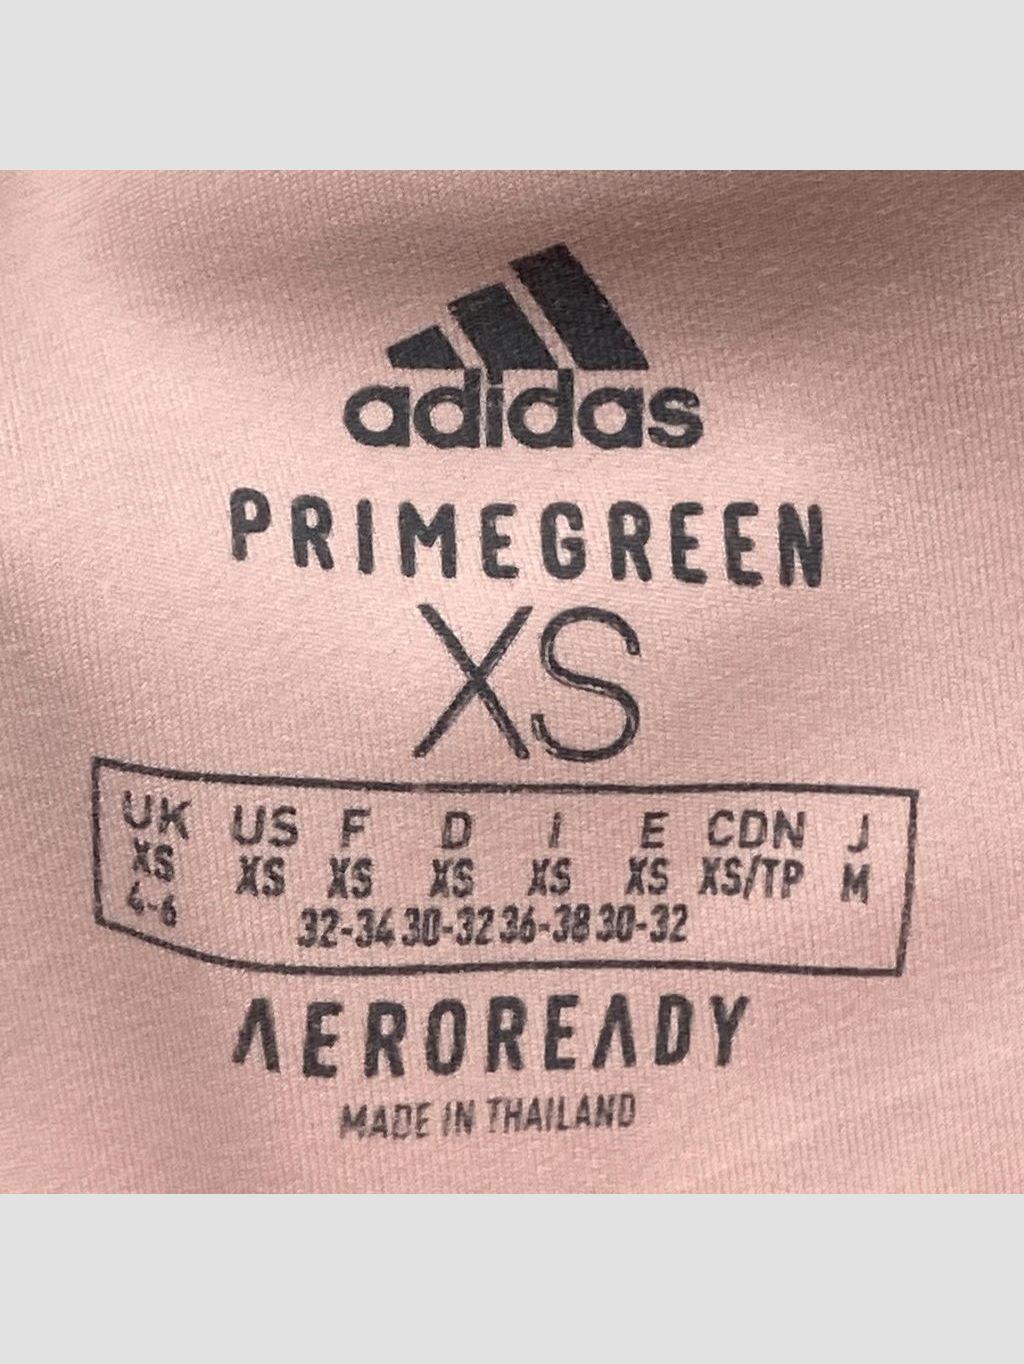 adidas
PRIMEGREEN
XS
UK US F D I E CDN J
XS XS XS XS XS XS XS/TP M
4-6 32-34 30-32 36-38 30-32
AEROREADY
MADE IN THAILAND